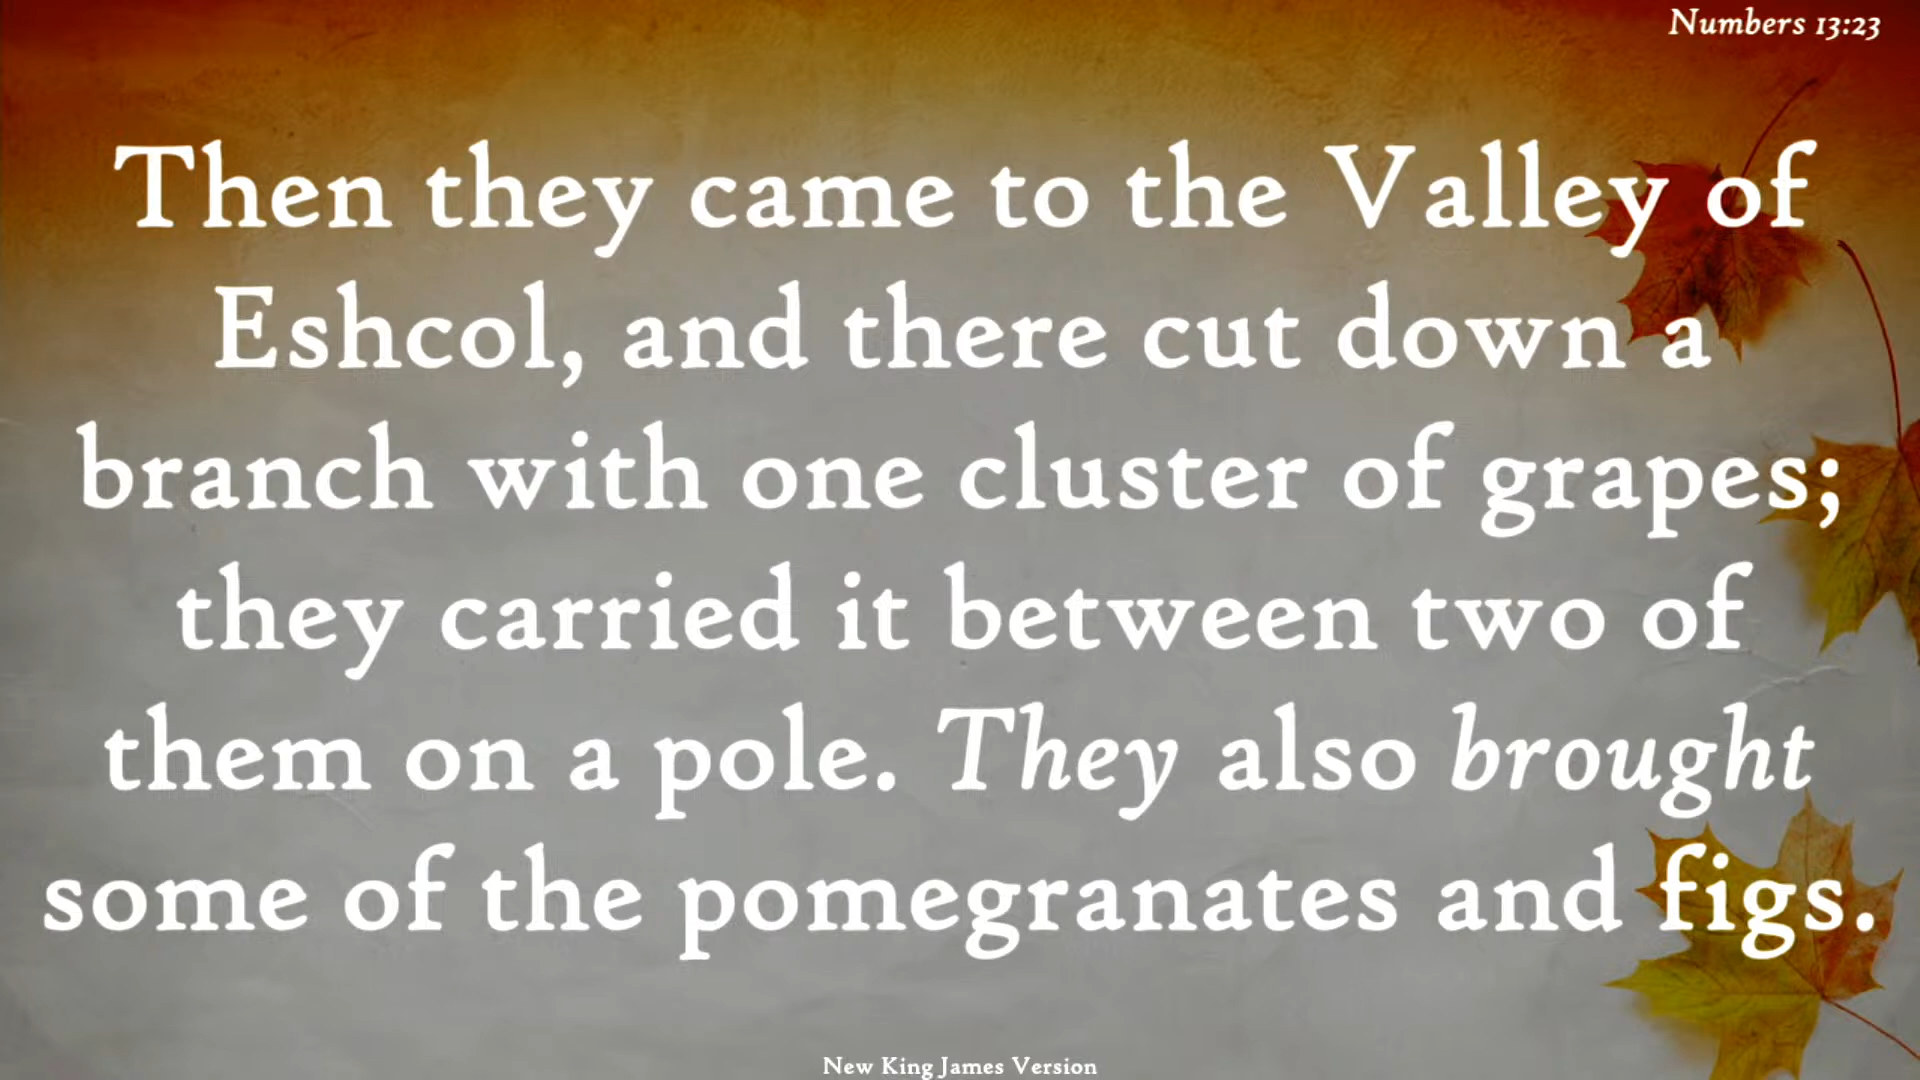 Numbers 13:23
Then they came to the Valley of
Eshcol, and there cut down a
branch with one cluster of grapes;
they carried it between two of
them on a pole. They also brought
some of the pomegranates and figs.
New King James Version